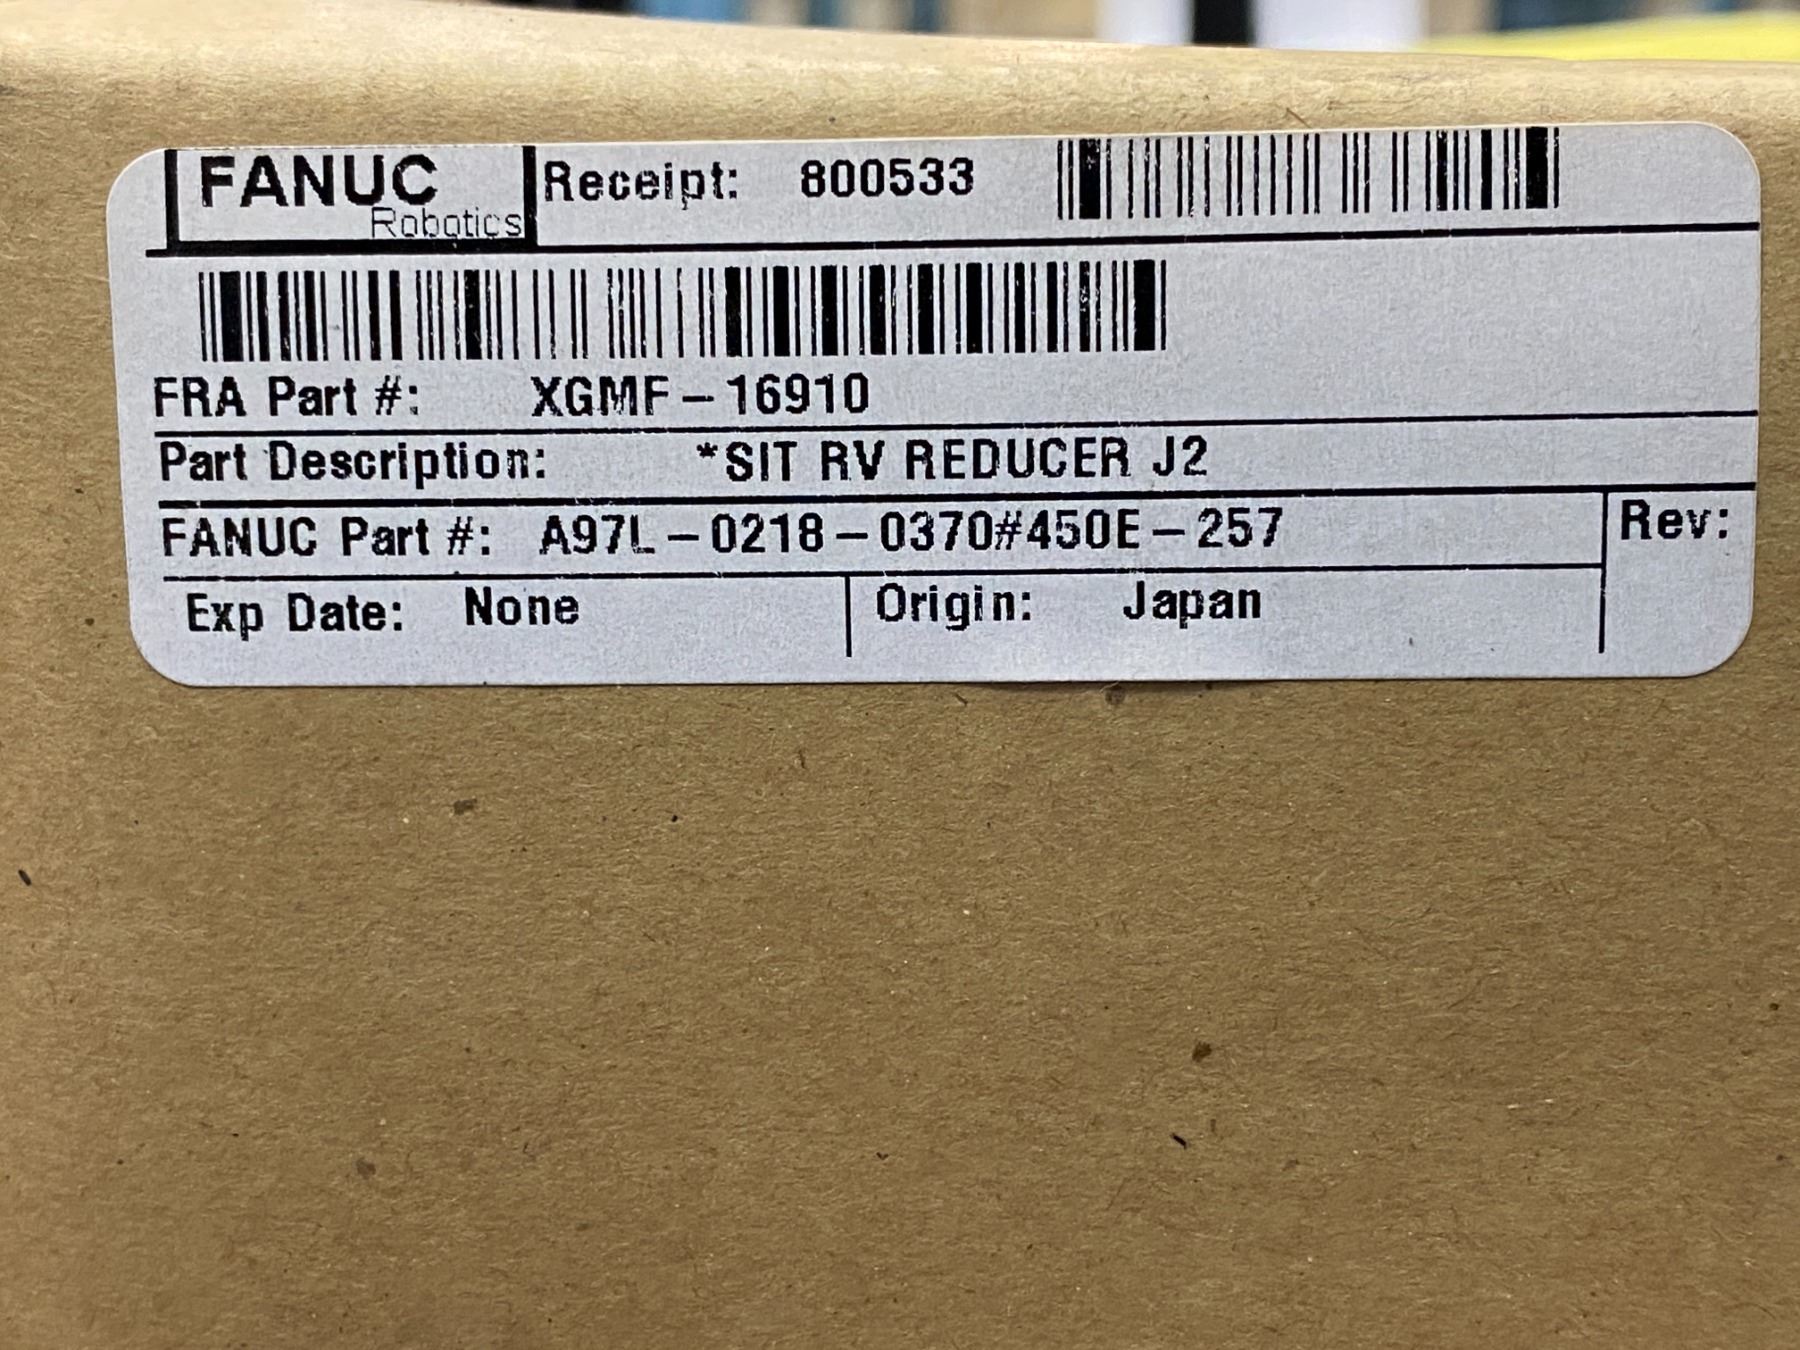 FANUC
Robotics
Receipt: 800533
FRA Part #: XGMF-16910
Part Description: *SIT RV REDUCER J2
FANUC Part #: A97L-0218-0370#450E-257
Rev:
Exp Date: None
Origin: Japan